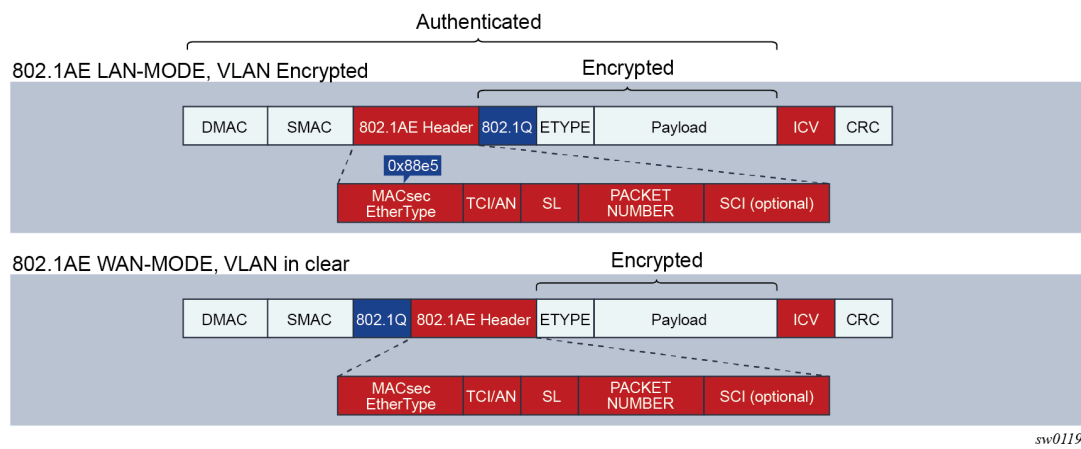 Authenticated
802.1AE LAN-MODE, VLAN Encrypted
Encrypted
DMAC
SMAC
802.1AE Header
802.1Q
ETYPE
Payload
ICV
CRC
0x88e5
MACsec
EtherType
TCI/AN
SL
PACKET
NUMBER
SCI (optional)
802.1AE WAN-MODE, VLAN in clear
Encrypted
DMAC
SMAC
802.1Q
802.1AE Header
ETYPE
Payload
ICV
CRC
MACsec
EtherType
TCI/AN
SL
PACKET
NUMBER
SCI (optional)
sw0119